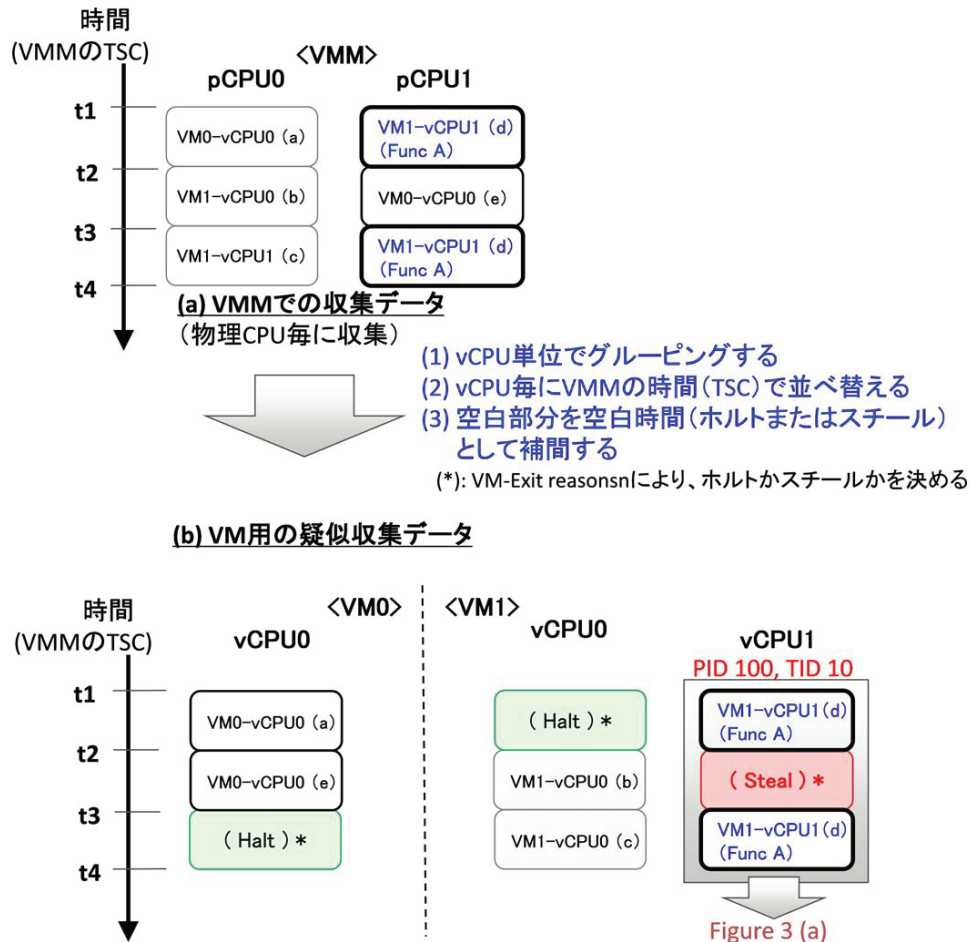 時間
(VMMのTSC)
<VMM>
pCPU0
pCPU1
t1
VM0-vCPU0 (a)
VM1-vCPU1 (d)
(Func A)
t2
VM1-vCPU0 (b)
VM0-vCPU0 (e)
t3
VM1-vCPU1 (c)
VM1-vCPU1 (d)
(Func A)
t4
(a) VMMでの収集データ
（物理CPU毎に収集）
(1) vCPU単位でグルーピングする
(2) vCPU毎にVMMの時間（TSC）で並べ替える
(3) 空白部分を空白時間（ホルトまたはスチール）
として補間する
(*): VM-Exit reasonsnにより、ホルトかスチールかを決める
(b) VM用の疑似収集データ
時間
(VMMのTSC)
<VM0>
vCPU0
<VM1>
vCPU0
vCPU1
PID 100, TID 10
t1
VM0-vCPU0 (a)
( Halt ) *
VM1-vCPU1 (d)
(Func A)
t2
VM0-vCPU0 (e)
VM1-vCPU0 (b)
( Steal ) *
t3
( Halt ) *
VM1-vCPU0 (c)
VM1-vCPU1 (d)
(Func A)
t4
Figure 3 (a)